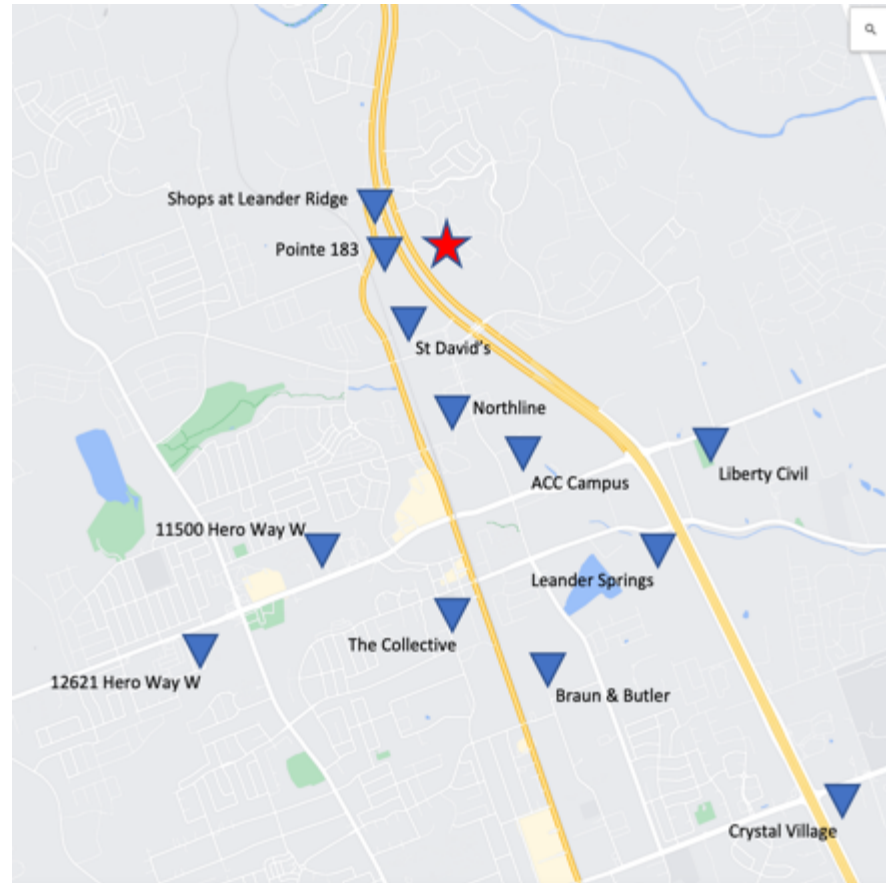 Shops at Leander Ridge
Pointe 183
St David's
Northline
ACC Campus
Liberty Civil
11500 Hero Way W
Leander Springs
The Collective
12621 Hero Way W
Braun & Butler
Crystal Village